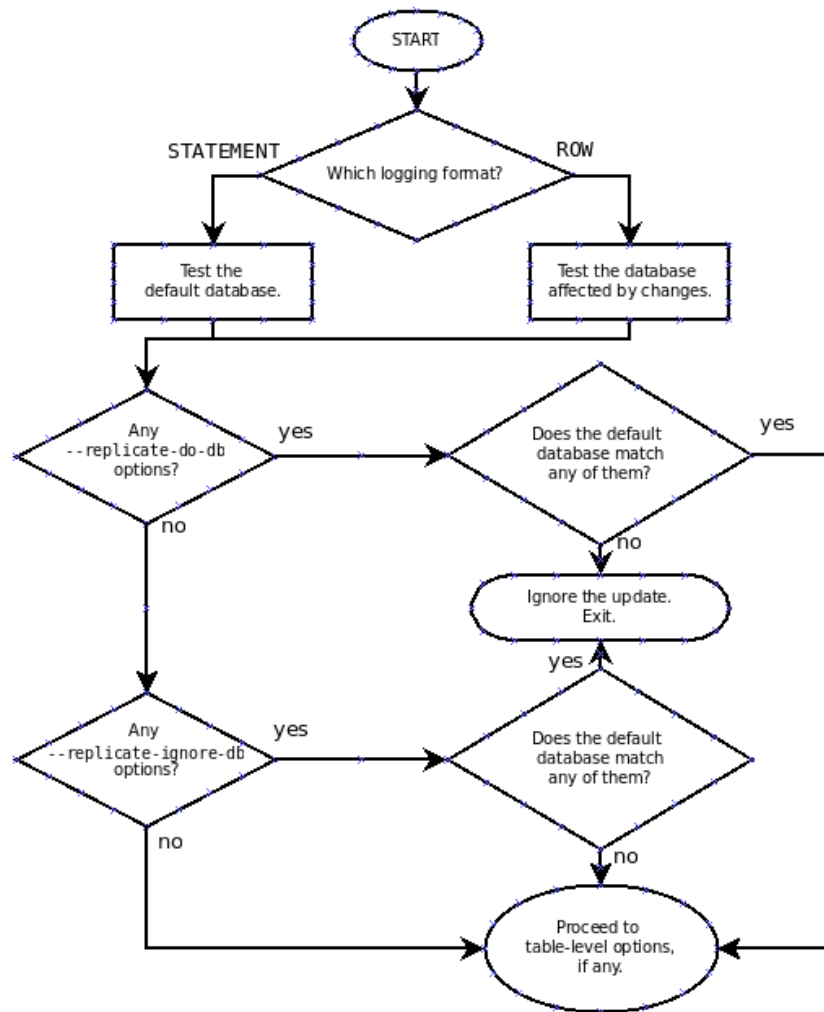 START
Which logging format?
STATEMENT
ROW
Test the
default database.
Test the database
affected by changes.
Any
--replicate-do-db
options?
yes
no
Does the default
database match
any of them?
yes
no
Ignore the update.
Exit.
Any
--replicate-ignore-db
options?
yes
no
Does the default
database match
any of them?
yes
no
Proceed to
table-level options,
if any.